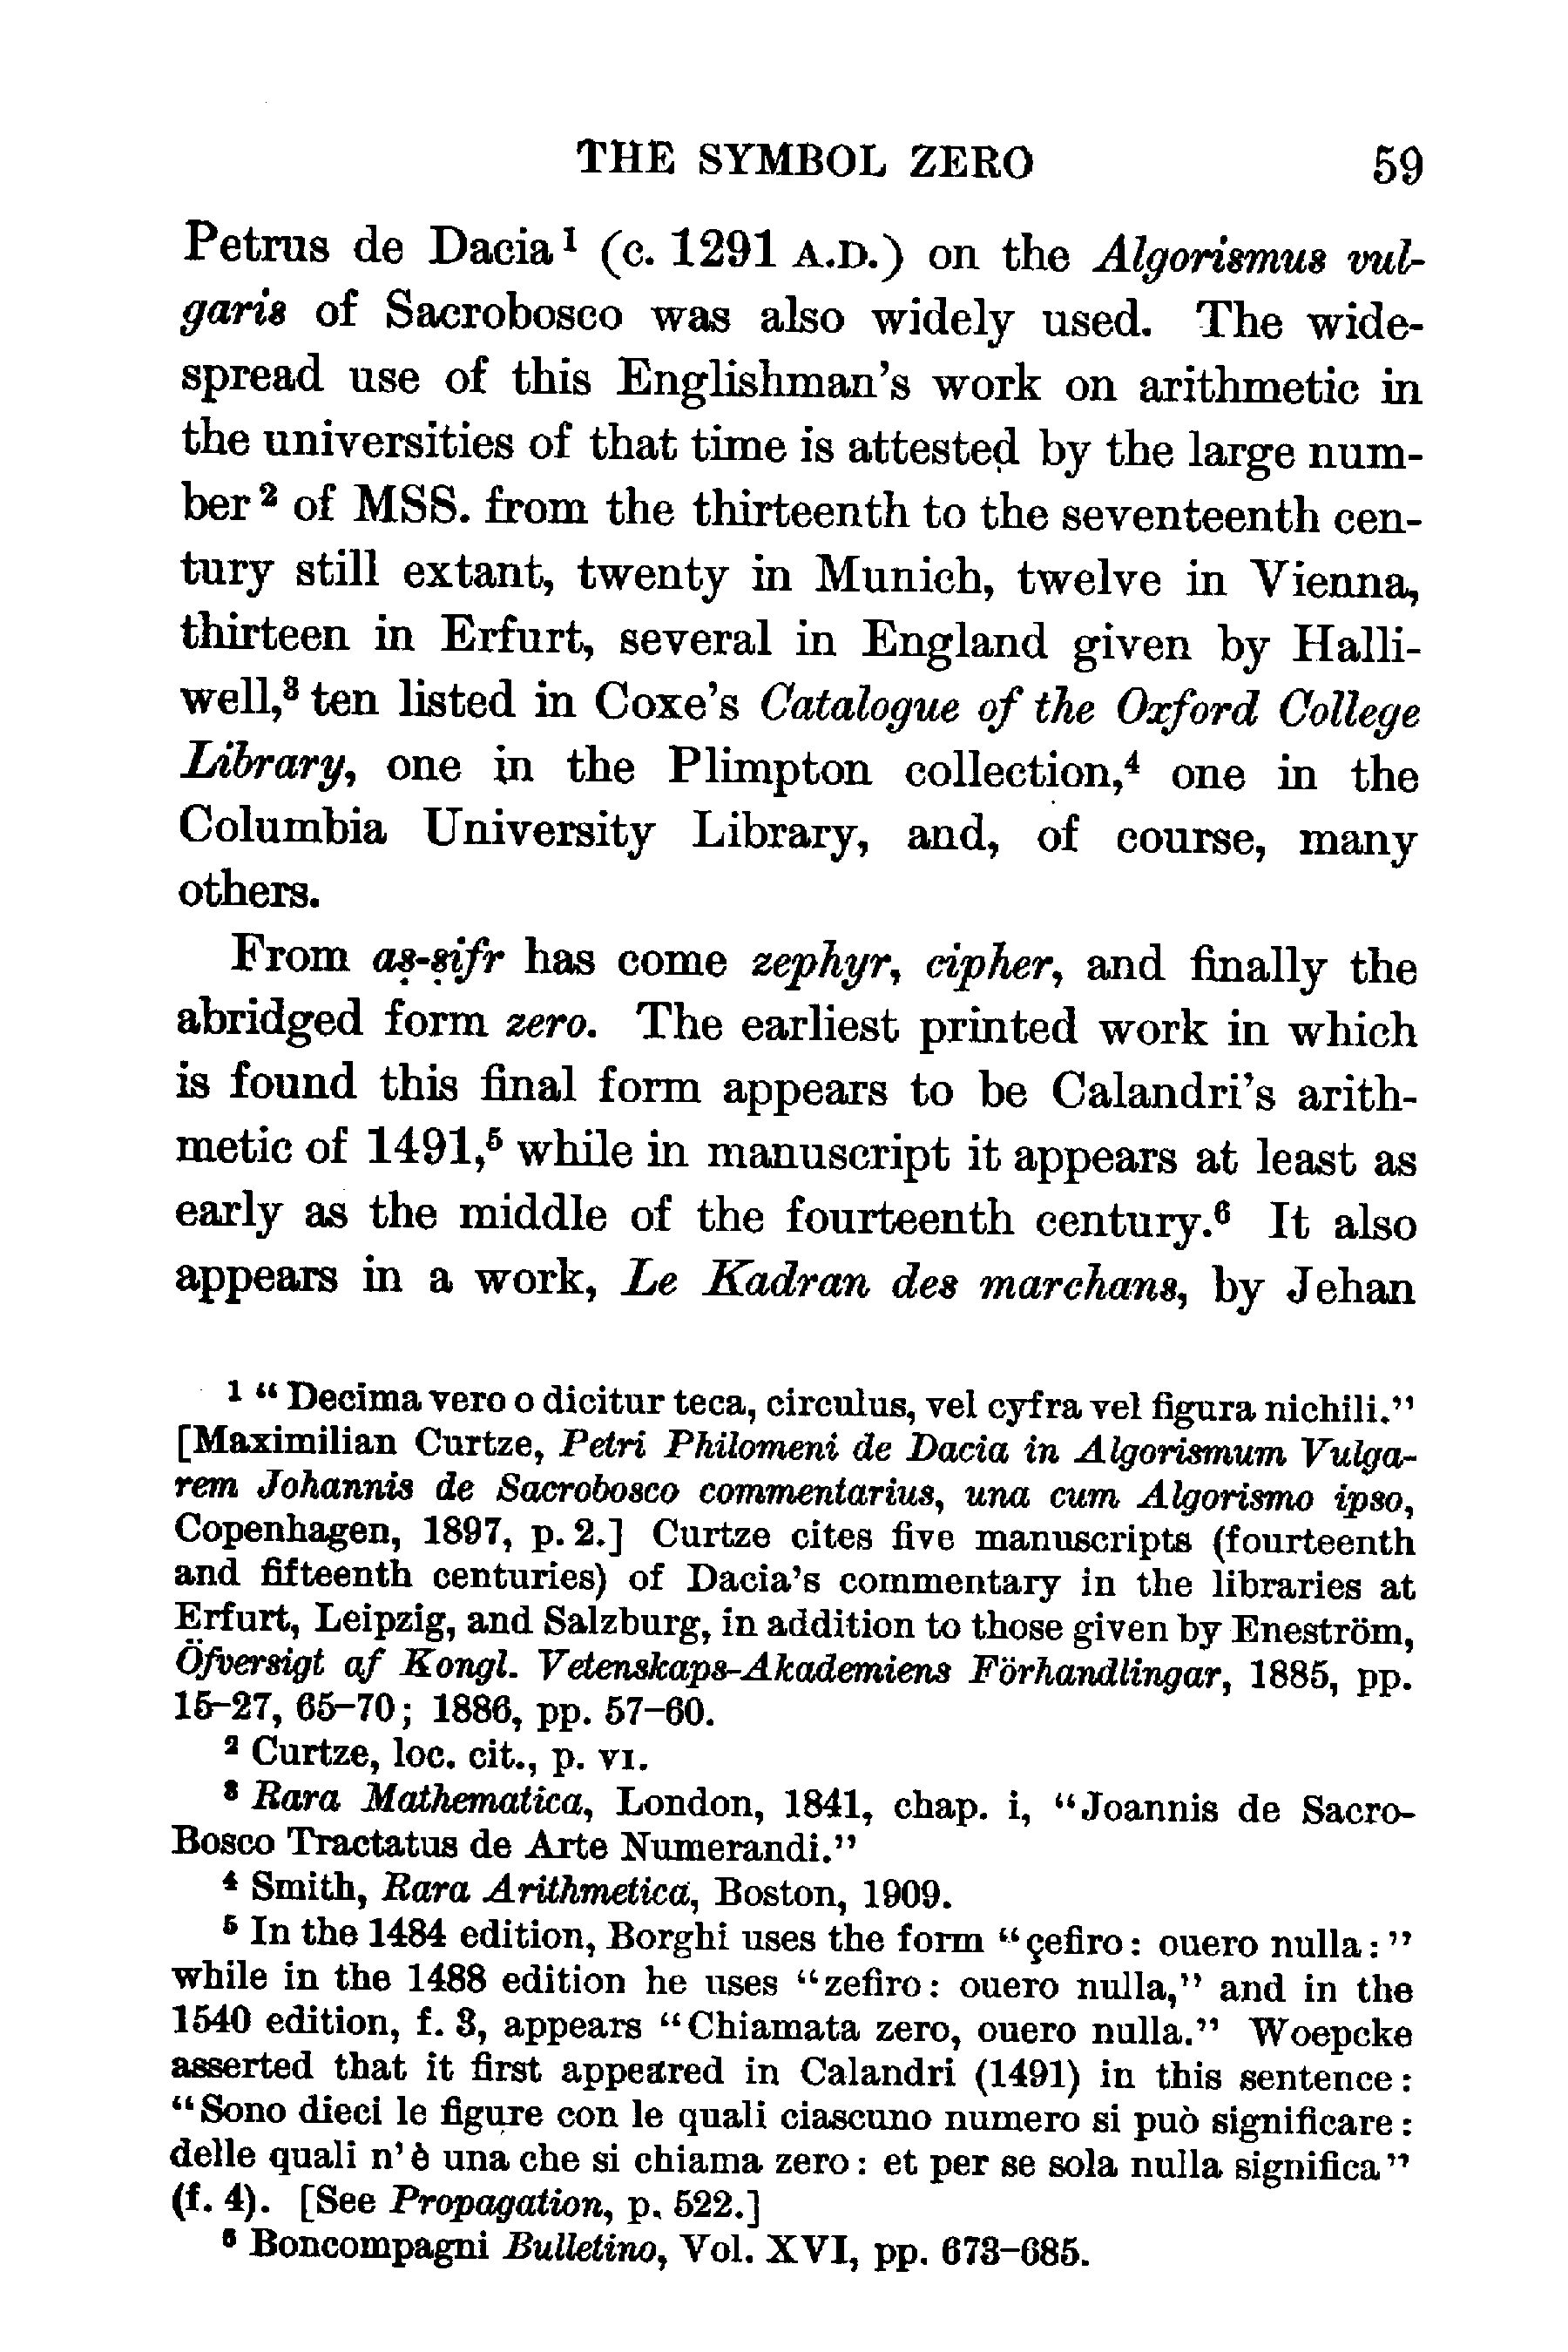 THE SYMBOL ZERO 59
Petrus de Dacia¹ (c. 1291 A.D.) on the Algorismus vul-
garis of Sacrobosco was also widely used. The wide-
spread use of this Englishman's work on arithmetic in
the universities of that time is attested by the large num-
ber² of MSS. from the thirteenth to the seventeenth cen-
tury still extant, twenty in Munich, twelve in Vienna,
thirteen in Erfurt, several in England given by Halli-
well,³ ten listed in Coxe's Catalogue of the Oxford College
Library, one in the Plimpton collection,⁴ one in the
Columbia University Library, and, of course, many
others.
From aṣ-ṣifr has come zephyr, cipher, and finally the
abridged form zero. The earliest printed work in which
is found this final form appears to be Calandri's arith-
metic of 1491,⁵ while in manuscript it appears at least as
early as the middle of the fourteenth century.⁶ It also
appears in a work, Le Kadran des marchans, by Jehan
¹ "Decima vero o dicitur teca, circulus, vel cyfra vel figura nichili."
[Maximilian Curtze, Petri Philomeni de Dacia in Algorismum Vulga-
rem Johannis de Sacrobosco commentarius, una cum Algorismo ipso,
Copenhagen, 1897, p. 2.] Curtze cites five manuscripts (fourteenth
and fifteenth centuries) of Dacia's commentary in the libraries at
Erfurt, Leipzig, and Salzburg, in addition to those given by Eneström,
Öfversigt af Kongl. Vetenskaps-Akademiens Förhandlingar, 1885, pp.
15–27, 65–70; 1886, pp. 57–60.
² Curtze, loc. cit., p. VI.
³ Rara Mathematica, London, 1841, chap. i, "Joannis de Sacro-
Bosco Tractatus de Arte Numerandi."
⁴ Smith, Rara Arithmetica, Boston, 1909.
⁵ In the 1484 edition, Borghi uses the form "çefiro: ouero nulla:"
while in the 1488 edition he uses "zefiro: ouero nulla," and in the
1540 edition, f. 3, appears "Chiamata zero, ouero nulla." Woepcke
asserted that it first appeared in Calandri (1491) in this sentence:
"Sono dieci le figure con le quali ciascuno numero si può significare:
delle quali n'è una che si chiama zero: et per se sola nulla significa"
(f. 4). [See Propagation, p. 522.]
⁶ Boncompagni Bulletino, Vol. XVI, pp. 673–685.